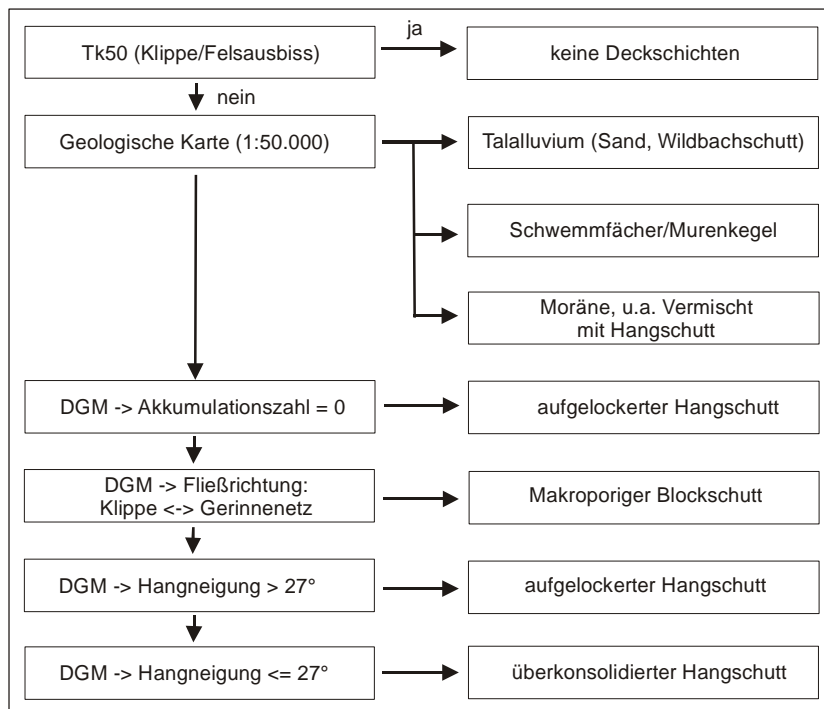 Tk50 (Klippe/Felsausbiss)
ja
keine Deckschichten
nein
Geologische Karte (1:50.000)
Talalluvium (Sand, Wildbachschutt)
Schwemmfächer/Murenkegel
Moräne, u.a. Vermischt
mit Hangschutt
DGM -> Akkumulationszahl = 0
aufgelockerter Hangschutt
DGM -> Fließrichtung:
Klippe <-> Gerinnenetz
Makroporiger Blockschutt
DGM -> Hangneigung > 27°
aufgelockerter Hangschutt
DGM -> Hangneigung <= 27°
überkonsolidierter Hangschutt